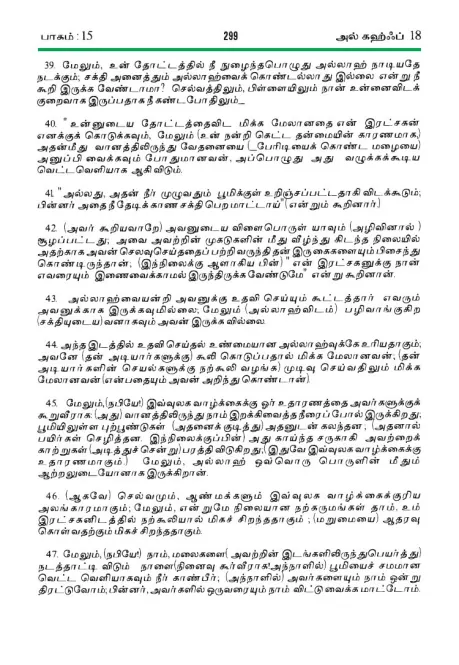 பாகம் : 15 299 அல் கஹ்ஃப் 18
39. மேலும், உன் தோட்டத்தில் நீ நுழைந்தபொழுது அல்லாஹ் நாடியதே
நடக்கும்; சக்தி அனைத்தும் அல்லாஹ்வைக் கொண்டல்லாது இல்லை என்று நீ
கூறி இருக்க வேண்டாமா? செல்வத்திலும், பிள்ளையிலும் நான் உன்னைவிடக்
குறைவாக இருப்பதாக நீ கண்டபோதிலும்_
40. "உன்னுடைய தோட்டத்தைவிட மிக்க மேலானதை என் இரட்சகன்
எனக்குக் கொடுக்கவும், மேலும் (உன் நன்றி கெட்ட தன்மையின் காரணமாக,)
அதன்மீது வானத்திலிருந்து வேதனையை (_பேரிடியைக் கொண்ட மழையை)
அனுப்பி வைக்கவும் போதுமானவன், அப்பொழுது அது வழுக்கக்கூடிய
வெட்டவெளியாக ஆகி விடும்.
41. "அல்லது, அதன் நீர் முழுவதும் பூமிக்குள் உறிஞ்சப்பட்டதாகி விடக்கூடும்;
பின்னர் அதை நீ தேடிக் காண சக்தி பெறமாட்டாய்" (என்றும் கூறினார்.)
42. (அவர் கூறியவாறே) அவனுடைய விளைபொருள் யாவும் (அழிவினால்)
சூழப்பட்டது; அவை அவற்றின் முகடுகளின் மீது வீழ்ந்து கிடந்த நிலையில்
அதற்காக அவன் செலவு செய்ததைப் பற்றி வருந்தி தன் இருகைகளையும் பிசைந்து
கொண்டிருந்தான்; (இந்நிலைக்கு ஆளாகிய பின்) "என் இரட்சகனுக்கு நான்
எவரையும் இணைவைக்காமல் இருந்திருக்க வேண்டுமே" என்று கூறினான்.
43. அல்லாஹ்வையன்றி அவனுக்கு உதவி செய்யும் கூட்டத்தார் எவரும்
அவனுக்காக இருக்கவுமில்லை; மேலும் (அல்லாஹ்விடம்) பழிவாங்குகிற
(சக்தியுடைய)வனாகவும் அவன் இருக்க வில்லை.
44. அந்த இடத்தில் உதவி செய்தல் உண்மையான அல்லாஹ்வுக்கே உரியதாகும்;
அவனே (தன் அடியார்களுக்கு) கூலி கொடுப்பதால் மிக்க மேலானவன்; (தன்
அடியார்களின் செயல்களுக்கு நற்கூலி வழங்க) முடிவு செய்வதிலும் மிக்க
மேலானவன் (என்பதையும் அவன் அறிந்து கொண்டான்).
45. மேலும்,(நபியே!) இவ்வுலக வாழ்க்கைக்கு ஓர் உதாரணத்தை அவர்களுக்குக்
கூறுவீராக: (அது) வானத்திலிருந்து நாம் இறக்கிவைத்த நீரைப்போல் இருக்கிறது;
பூமியிலுள்ள புற்பூண்டுகள் (அதனைக் குடித்து) அதனுடன் கலந்தன; (அதனால்
பயிர்கள் செழித்தன. இந்நிலைக்குப்பின்) அது காய்ந்த சருகாகி அவற்றைக்
காற்றுகள் (அடித்துச் சென்று) பரத்தி விடுகிறது;(இதுவே இவ்வுலக வாழ்க்கைக்கு
உதாரணமாகும்.) மேலும், அல்லாஹ் ஒவ்வொரு பொருளின் மீதும்
ஆற்றலுடையோனாக இருக்கிறான்.
46. (ஆகவே) செல்வமும், ஆண்மக்களும் இவ்வுலக வாழ்க்கைக்குரிய
அலங்காரமாகும்; மேலும், என்றுமே நிலையான நற்கருமங்கள் தாம், உம்
இரட்சகனிடத்தில் நற்கூலியால் மிகச் சிறந்ததாகும்; (மறுமையை) ஆதரவு
கொள்வதற்கும் மிகச் சிறந்ததாகும்.
47. மேலும்,(நபியே!) நாம், மலைகளை( அவற்றின் இடங்களிலிருந்து பெயர்த்து)
நடத்தாட்டி விடும் நாளை(நினைவு கூர்வீராக!அந்நாளில்) பூமியைச் சமமான
வெட்ட வெளியாகவும் நீர் காண்பீர்; (அந்நாளில்) அவர்களையும் நாம் ஒன்று
திரட்டுவோம்; பின்னர், அவர்களில் ஒருவரையும் நாம் விட்டு வைக்க மாட்டோம்.